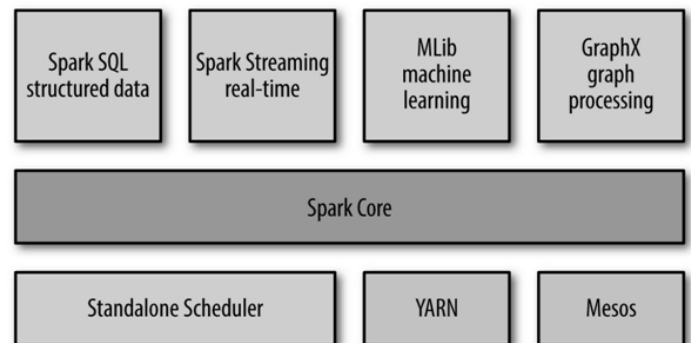 Spark SQL
structured data
Spark Streaming
real-time
MLib
machine
learning
GraphX
graph
processing
Spark Core
Standalone Scheduler
YARN
Mesos